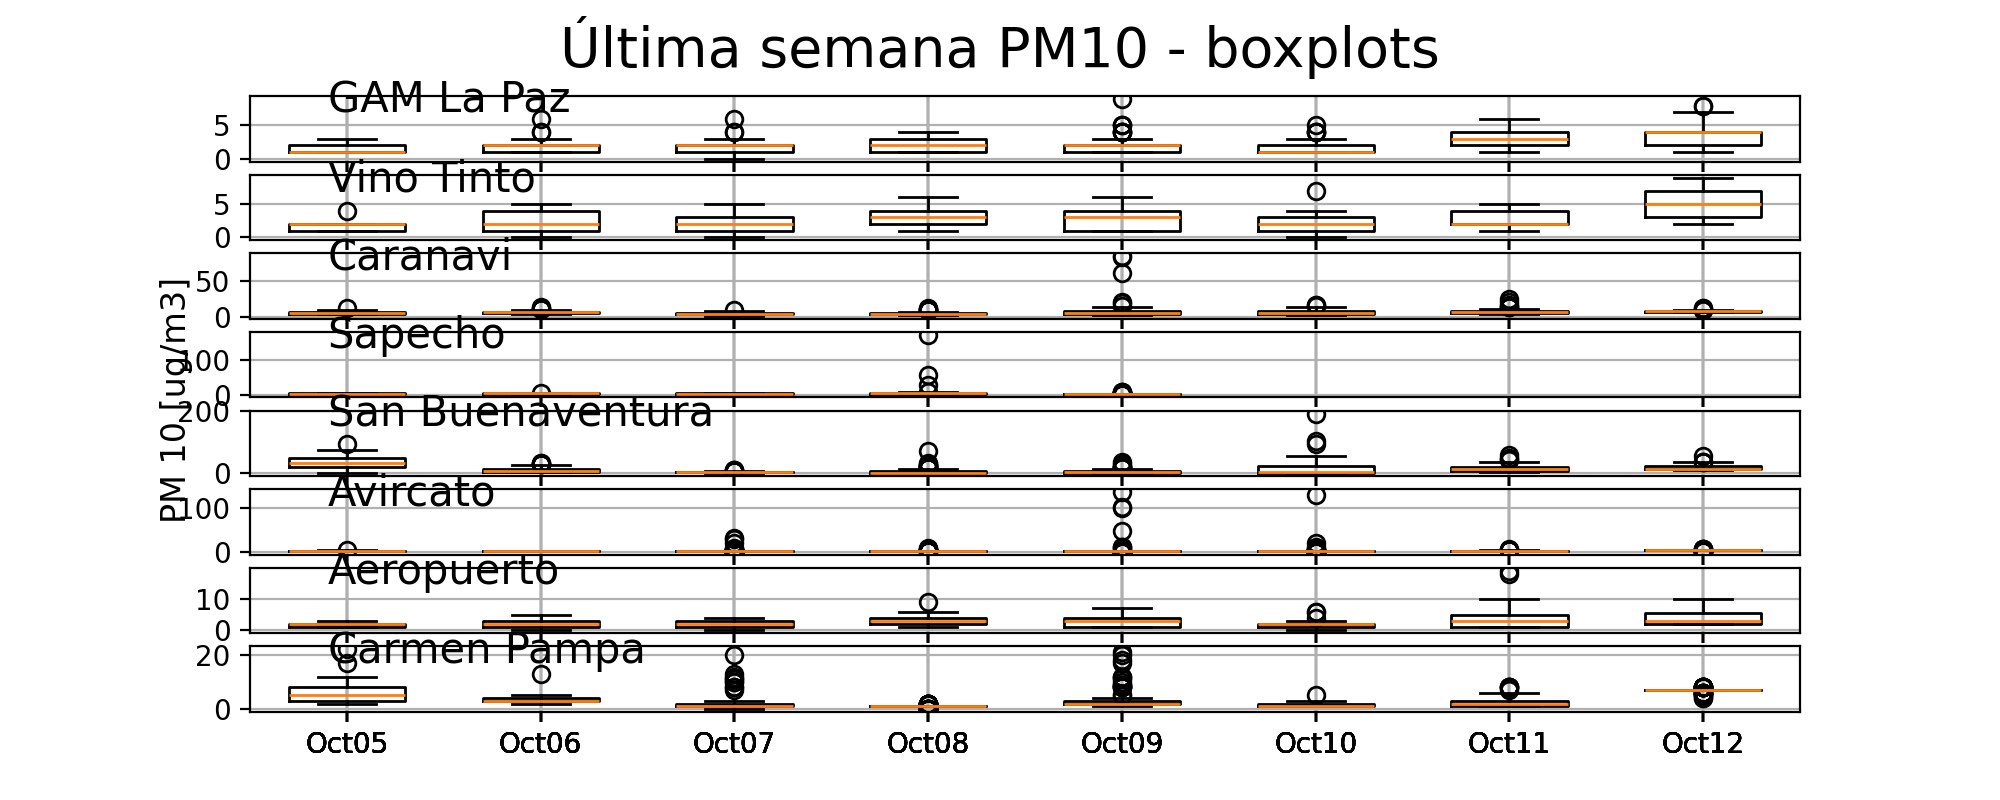 Última semana PM10 - boxplots
GAM La Paz
5
0
Vino Tinto
5
0
Caranavi
50
0
PM 10 [ug/m3]
Sapecho
100
0
San Buenaventura
200
0
Avircato
100
0
Aeropuerto
10
0
Carmen Pampa
20
0
Oct05 Oct06 Oct07 Oct08 Oct09 Oct10 Oct11 Oct12